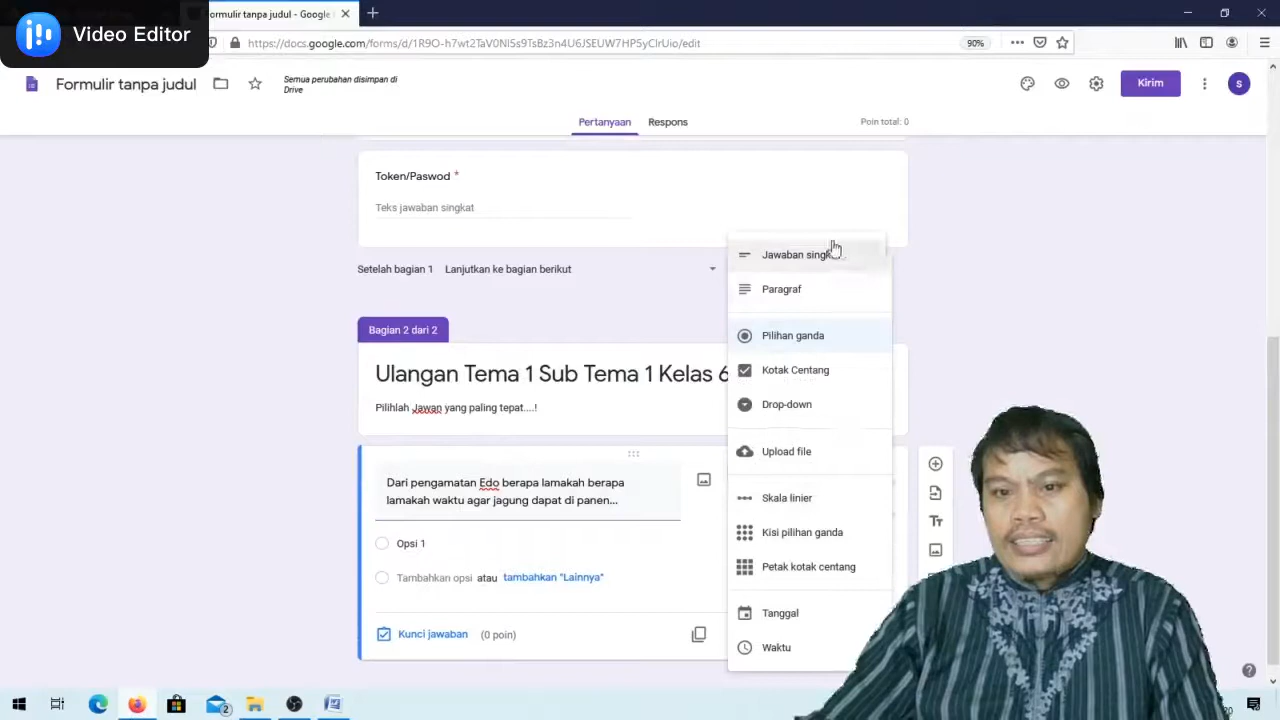 Video Editor
Formulir tanpa judul - Google
https://docs.google.com/forms/d/1R9O-h7wt2TaV0Ni5s9TsBz3n4U6JSEUW7HP5yClrUio/edit
90%
Formulir tanpa judul
Semua perubahan disimpan di
Drive
Kirim
s
Pertanyaan
Respons
Poin total: 0
Token/Paswod *
Teks jawaban singkat
Setelah bagian 1 Lanjutkan ke bagian berikut
Bagian 2 dari 2
Ulangan Tema 1 Sub Tema 1 Kelas 6
Pilihlah Jawan yang paling tepat....!
Dari pengamatan Edo berapa lamakah berapa
lamakah waktu agar jagung dapat di panen...
Opsi 1
Tambahkan opsi atau tambahkan "Lainnya"
Kunci jawaban (0 poin)
Jawaban
Paragraf
Pilihan ganda
Kotak Centang
Drop-down
Upload file
Skala linier
Kisi pilihan ganda
Petak kotak centang
Tanggal
Waktu
Tт
2